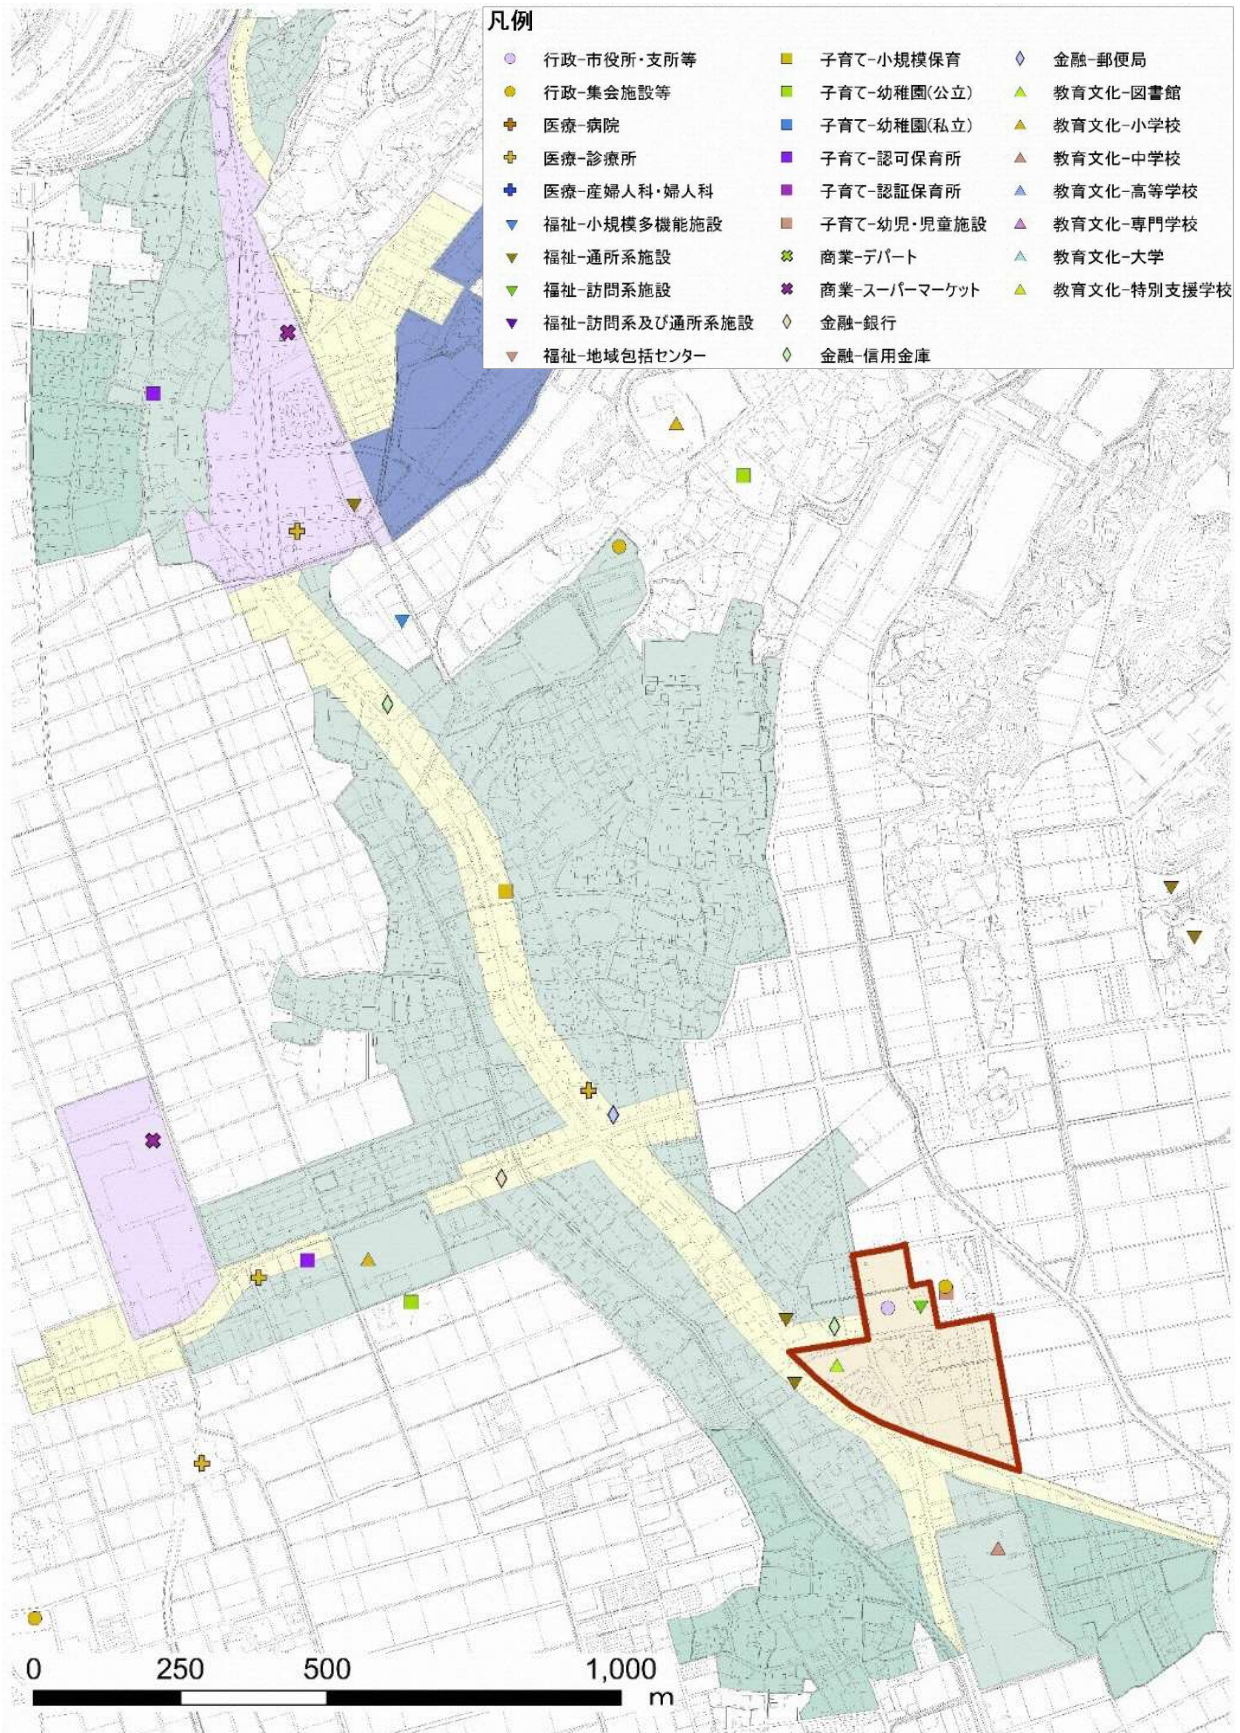 凡例
行政-市役所・支所等
行政-集会施設等
医療-病院
医療-診療所
医療-産婦人科・婦人科
福祉-小規模多機能施設
福祉-通所系施設
福祉-訪問系施設
福祉-訪問系及び通所系施設
福祉-地域包括センター
子育て-小規模保育
子育て-幼稚園(公立)
子育て-幼稚園(私立)
子育て-認可保育所
子育て-認証保育所
子育て-幼児・児童施設
商業-デパート
商業-スーパーマーケット
金融-銀行
金融-信用金庫
金融-郵便局
教育文化-図書館
教育文化-小学校
教育文化-中学校
教育文化-高等学校
教育文化-専門学校
教育文化-大学
教育文化-特別支援学校
0 250 500 1,000
m